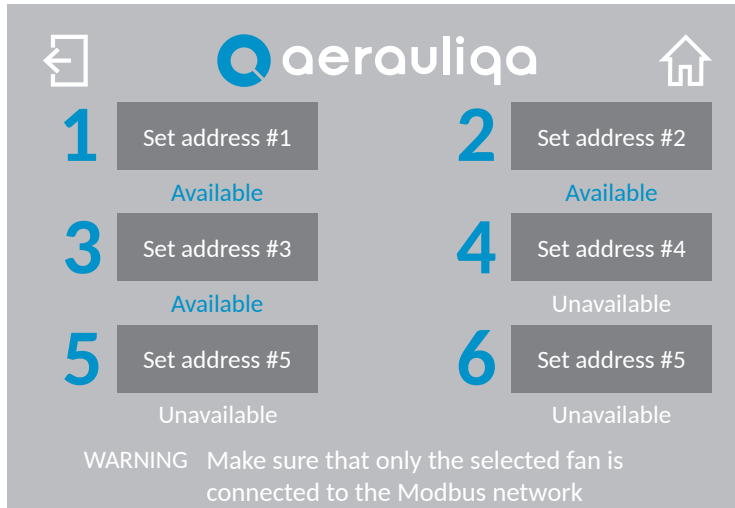 aerauliqa
1 Set address #1
Available
2 Set address #2
Available
3 Set address #3
Available
4 Set address #4
Unavailable
5 Set address #5
Unavailable
6 Set address #5
Unavailable
WARNING Make sure that only the selected fan is
connected to the Modbus network